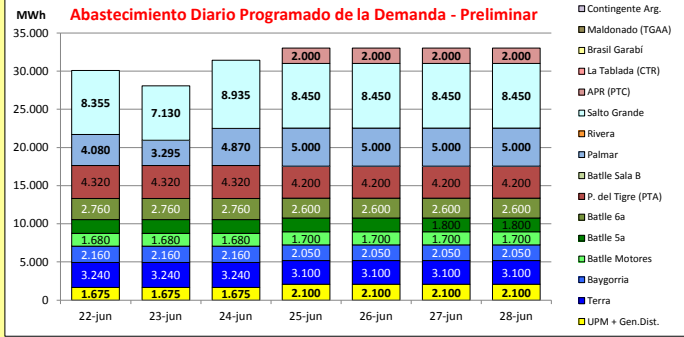 MWh
Abastecimiento Diario Programado de la Demanda - Preliminar
35.000
30.000
25.000
20.000
15.000
10.000
5.000
0
2.000 2.000 2.000 2.000
8.355 7.130 8.935 8.450 8.450 8.450 8.450
4.080 3.295 4.870 5.000 5.000 5.000 5.000
4.320 4.320 4.320 4.200 4.200 4.200 4.200
2.760 2.760 2.760 2.600 2.600 2.600 2.600
1.800 1.800
1.680 1.680 1.680 1.700 1.700 1.700 1.700
2.160 2.160 2.160 2.050 2.050 2.050 2.050
3.240 3.240 3.240 3.100 3.100 3.100 3.100
1.675 1.675 1.675 2.100 2.100 2.100 2.100
22-jun 23-jun 24-jun 25-jun 26-jun 27-jun 28-jun
Contingente Arg.
Maldonado (TGAA)
Brasil Garabí
La Tablada (CTR)
APR (PTC)
Salto Grande
Rivera
Palmar
Batlle Sala B
P. del Tigre (PTA)
Batlle 6a
Batlle 5a
Batlle Motores
Baygorria
Terra
UPM + Gen.Dist.